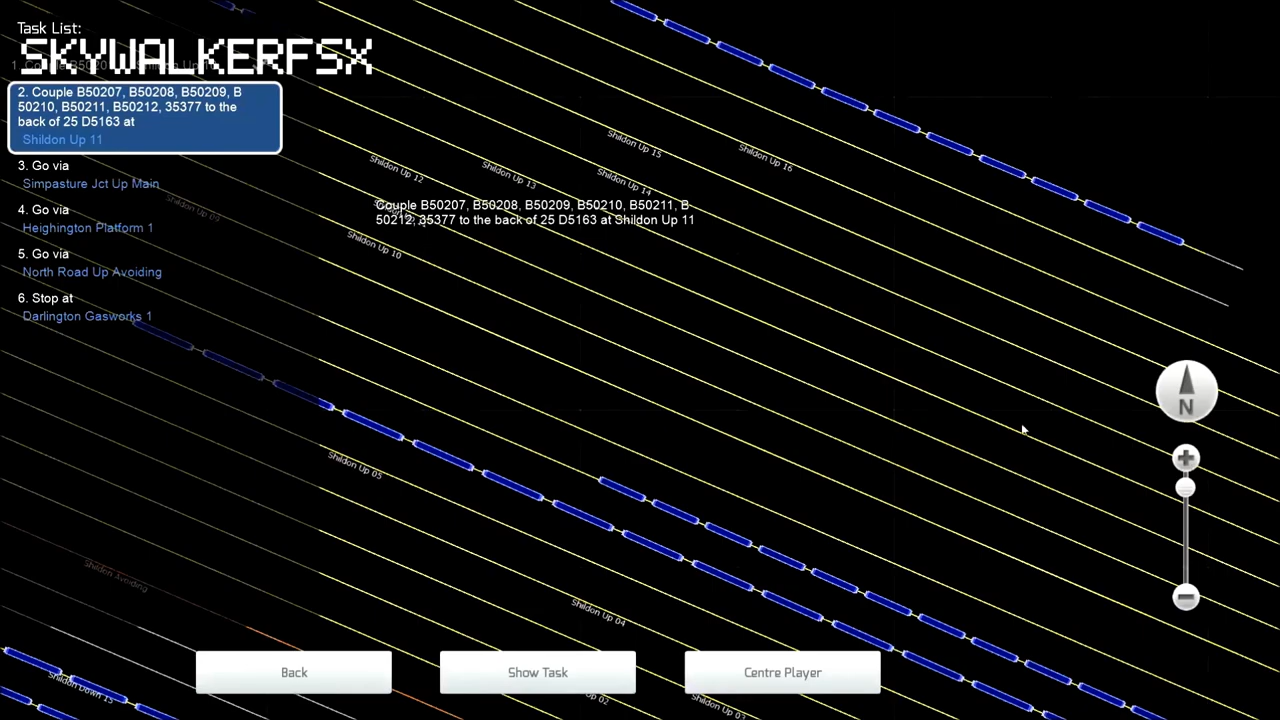 Task List:
SKYWALKERFSX
2. Couple B50207, B50208, B50209, B
50210, B50211, B50212, 35377 to the
back of 25 D5163 at
Shildon Up 11
3. Go via
Simpasture Jct Up Main
4. Go via
Heighington Platform 1
5. Go via
North Road Up Avoiding
6. Stop at
Darlington Gasworks 1
Shildon Up 15
Shildon Up 16
Shildon Up 12
Shildon Up 13
Shildon Up 14
Couple B50207, B50208, B50209, B50210, B50211, B
50212, 35377 to the back of 25 D5163 at Shildon Up 11
Shildon Up 10
Shildon Up 05
Shildon Avoiding
Shildon Up 04
Shildon Down 15
Back
Show Task
Centre Player
N